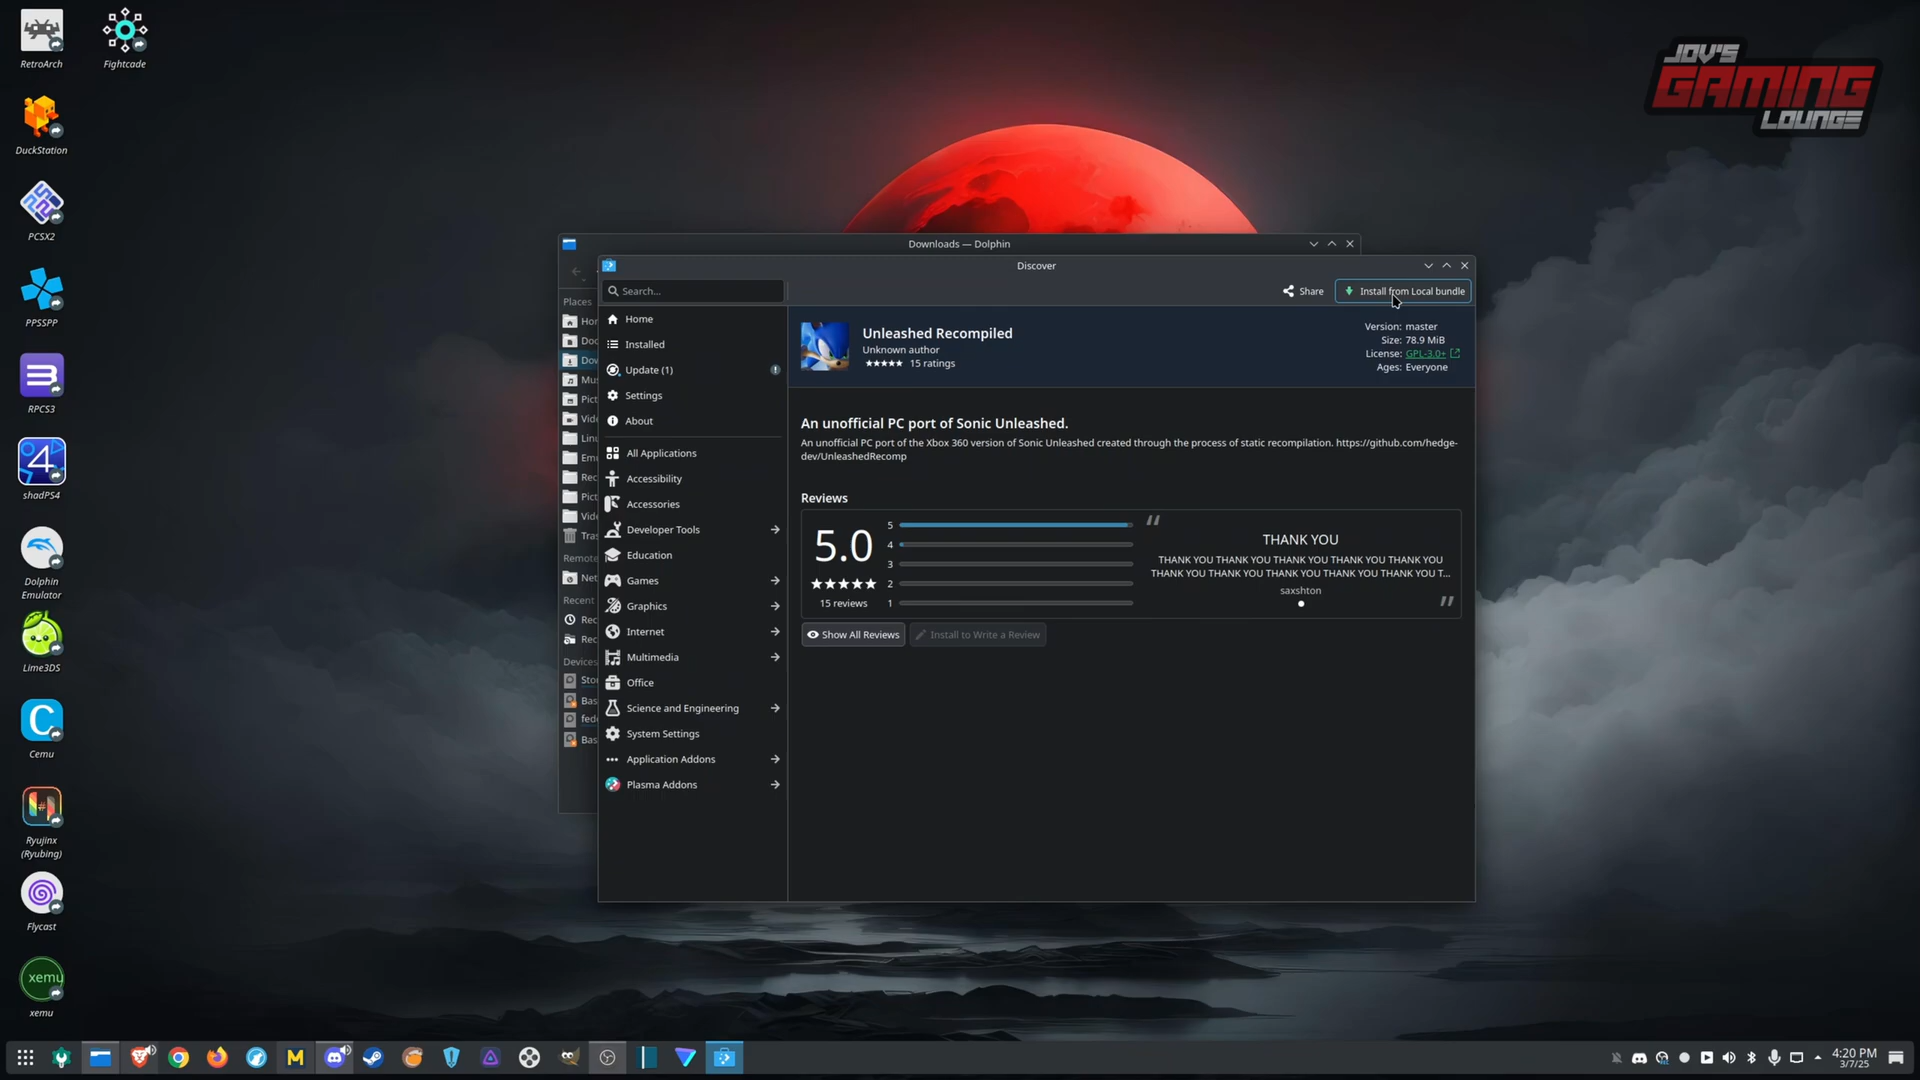 RetroArch
Fightcade
DuckStation
PCSX2
PPSSPP
RPCS3
4
shadPS4
Dolphin
Emulator
Lime3DS
C
Cemu
Ryujinx
(Ryubing)
Flycast
xemu
xemu
JOV'S
GAMING
LOUNGE
Downloads — Dolphin
Places
Remote
Recent
Devices
Discover
Search...
Share
Install from Local bundle
Home
Installed
Update (1)
Settings
About
All Applications
Accessibility
Accessories
Developer Tools
Education
Games
Graphics
Internet
Multimedia
Office
Science and Engineering
System Settings
Application Addons
Plasma Addons
Unleashed Recompiled
Unknown author
★★★★★ 15 ratings
Version: master
Size: 78.9 MiB
License: GPL-3.0+
Ages: Everyone
An unofficial PC port of Sonic Unleashed.
An unofficial PC port of the Xbox 360 version of Sonic Unleashed created through the process of static recompilation. https://github.com/hedge-
dev/UnleashedRecomp
Reviews
5.0
★★★★★
15 reviews
5
4
3
2
1
THANK YOU
THANK YOU THANK YOU THANK YOU THANK YOU THANK YOU
THANK YOU THANK YOU THANK YOU THANK YOU THANK YOU T...
saxshton
Show All Reviews
Install to Write a Review
M
4:20 PM
3/7/25